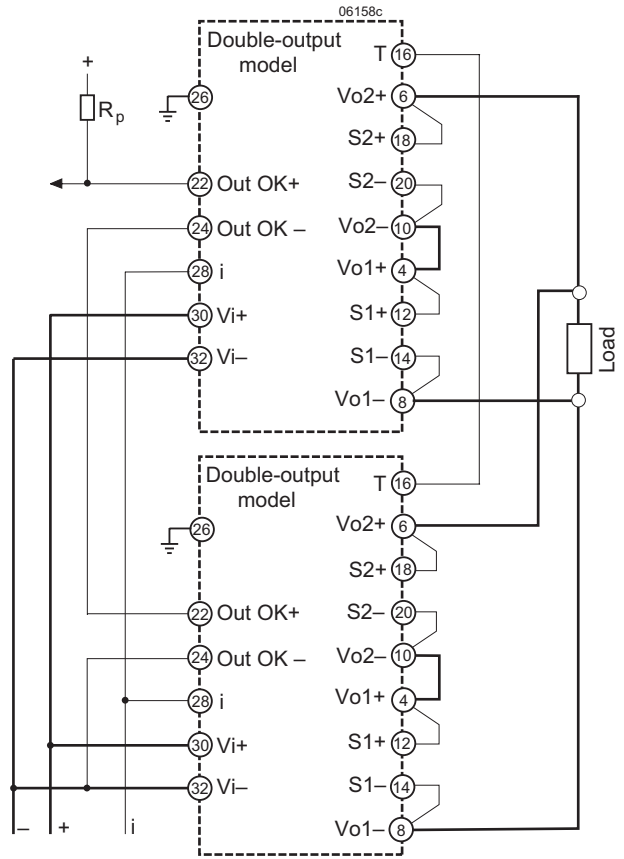 06158c
Double-output
model
T 16
26
Vo2+ 6
+
Rp
S2+ 18
22 Out OK+
S2– 20
24 Out OK –
Vo2– 10
28 i
Vo1+ 4
30 Vi+
S1+ 12
32 Vi–
S1– 14
Load
Vo1– 8
Double-output
model
T 16
26
Vo2+ 6
S2+ 18
22 Out OK+
S2– 20
24 Out OK –
Vo2– 10
28 i
Vo1+ 4
30 Vi+
S1+ 12
32 Vi–
S1– 14
– + i
Vo1– 8